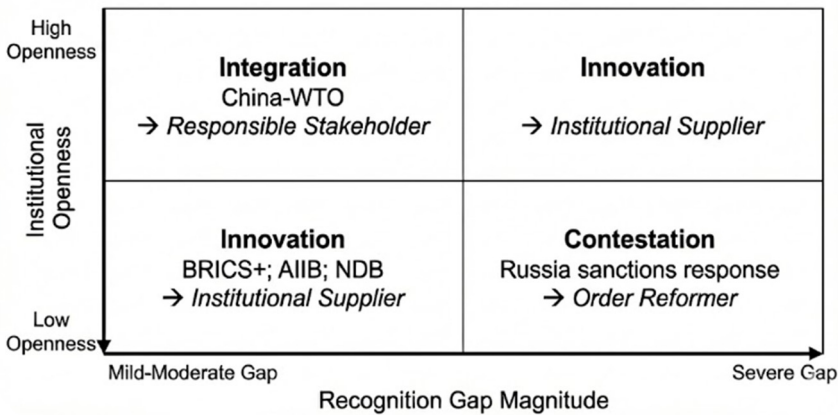 High
Openness
Institutional
Openness
Low
Openness
Integration
China-WTO
→ Responsible Stakeholder
Innovation
→ Institutional Supplier
Innovation
BRICS+; AIIB; NDB
→ Institutional Supplier
Contestation
Russia sanctions response
→ Order Reformer
Mild-Moderate Gap
Severe Gap
Recognition Gap Magnitude